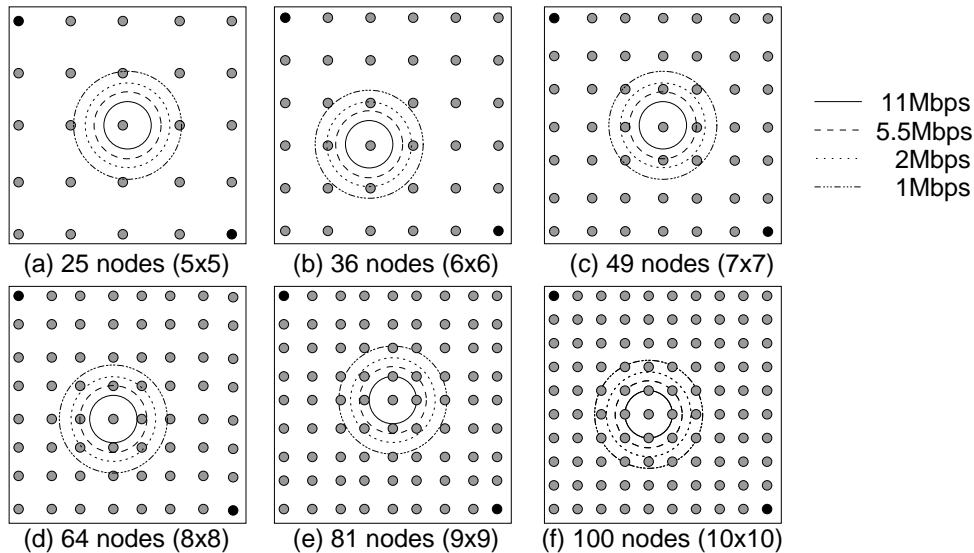 11Mbps
5.5Mbps
2Mbps
1Mbps
(a) 25 nodes (5x5)
(b) 36 nodes (6x6)
(c) 49 nodes (7x7)
(d) 64 nodes (8x8)
(e) 81 nodes (9x9)
(f) 100 nodes (10x10)